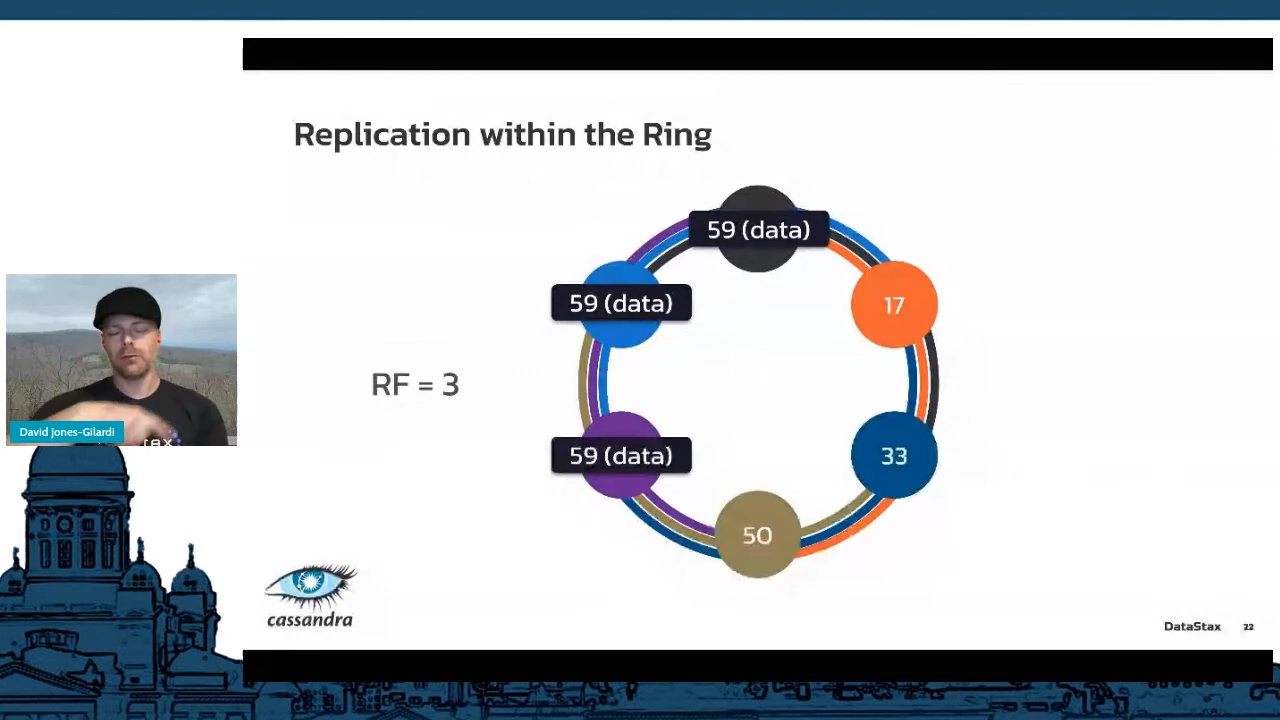 Replication within the Ring
59 (data)
59 (data)
17
RF = 3
59 (data)
33
50
David Jones-Gilardi
cassandra
DataStax 22